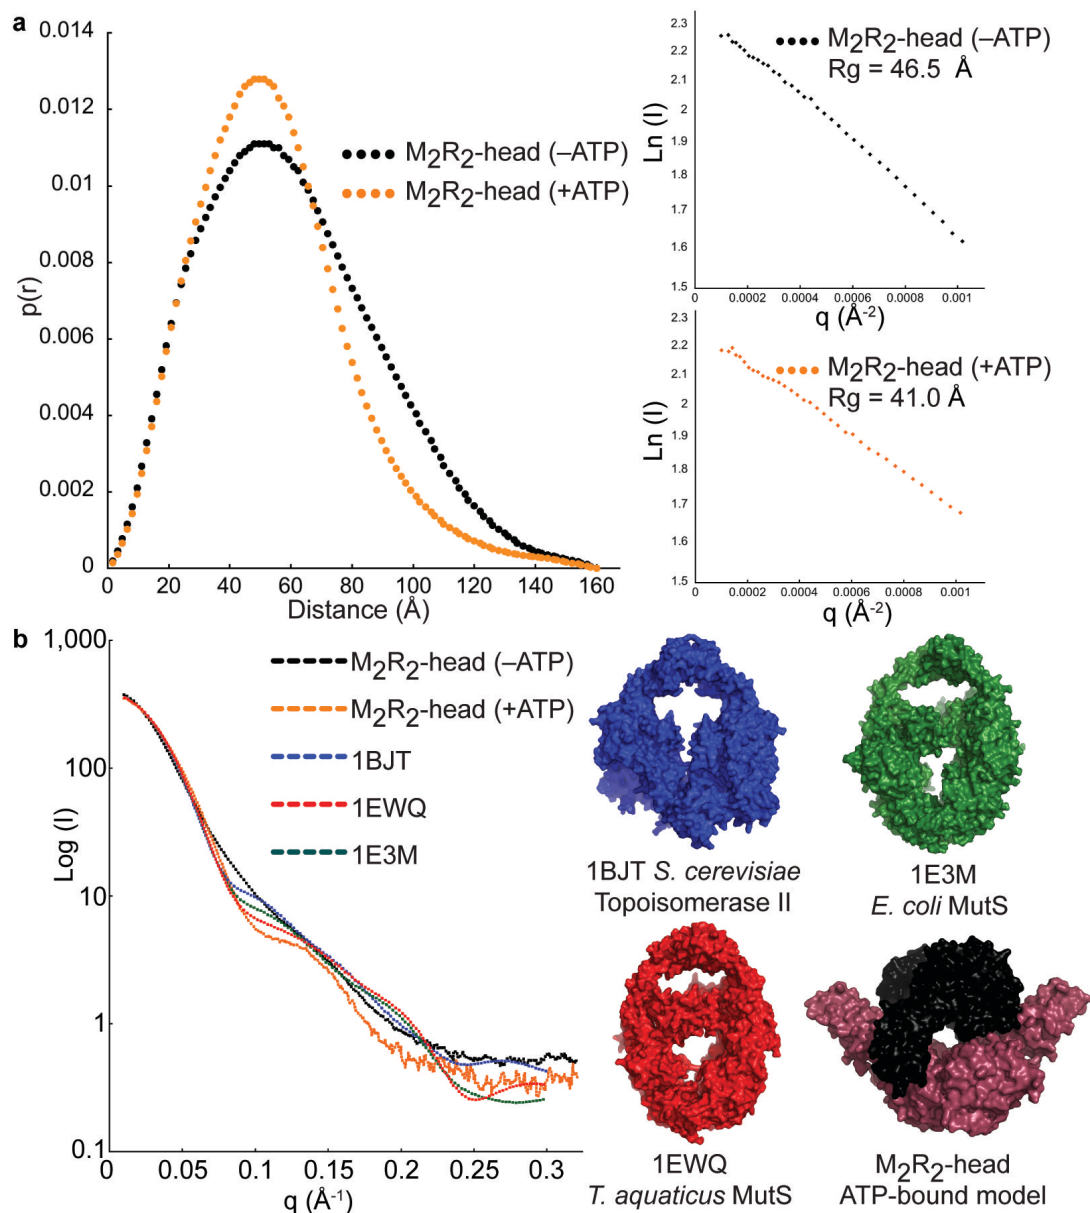 a
0.014
0.012
0.01
0.008
0.006
0.004
0.002
0
p(r)
0 20 40 60 80 100 120 140 160
Distance (Å)
M2R2-head (–ATP)
M2R2-head (+ATP)
2.3
2.2
2.1
2
1.9
1.8
1.7
1.6
1.5
Ln (I)
M2R2-head (–ATP)
Rg = 46.5 Å
0 0.0002 0.0004 0.0006 0.0008 0.001
q (Å-2)
2.3
2.2
2.1
2
1.9
1.8
1.7
1.6
1.5
Ln (I)
M2R2-head (+ATP)
Rg = 41.0 Å
0 0.0002 0.0004 0.0006 0.0008 0.001
q (Å-2)
b
1,000
100
10
1
0.1
Log (I)
0 0.05 0.1 0.15 0.2 0.25 0.3
q (Å-1)
M2R2-head (–ATP)
M2R2-head (+ATP)
1BJT
1EWQ
1E3M
1BJT S. cerevisiae
Topoisomerase II
1E3M
E. coli MutS
1EWQ
T. aquaticus MutS
M2R2-head
ATP-bound model